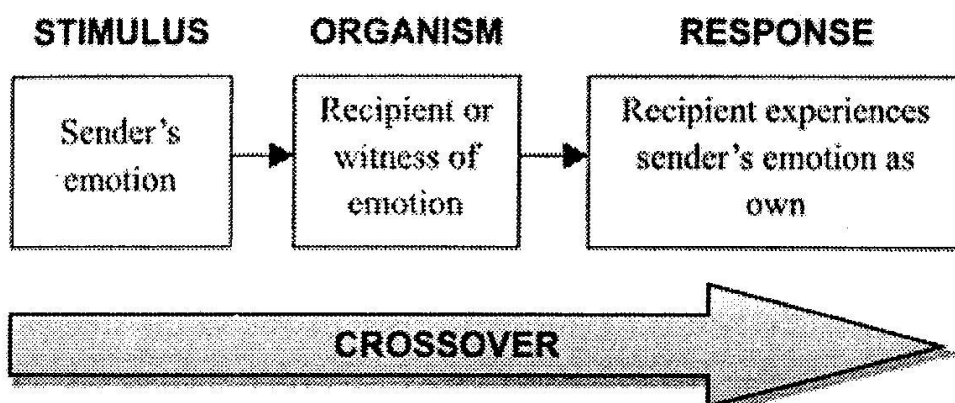 STIMULUS
ORGANISM
RESPONSE
Sender's
emotion
Recipient or
witness of
emotion
Recipient experiences
sender's emotion as
own
CROSSOVER